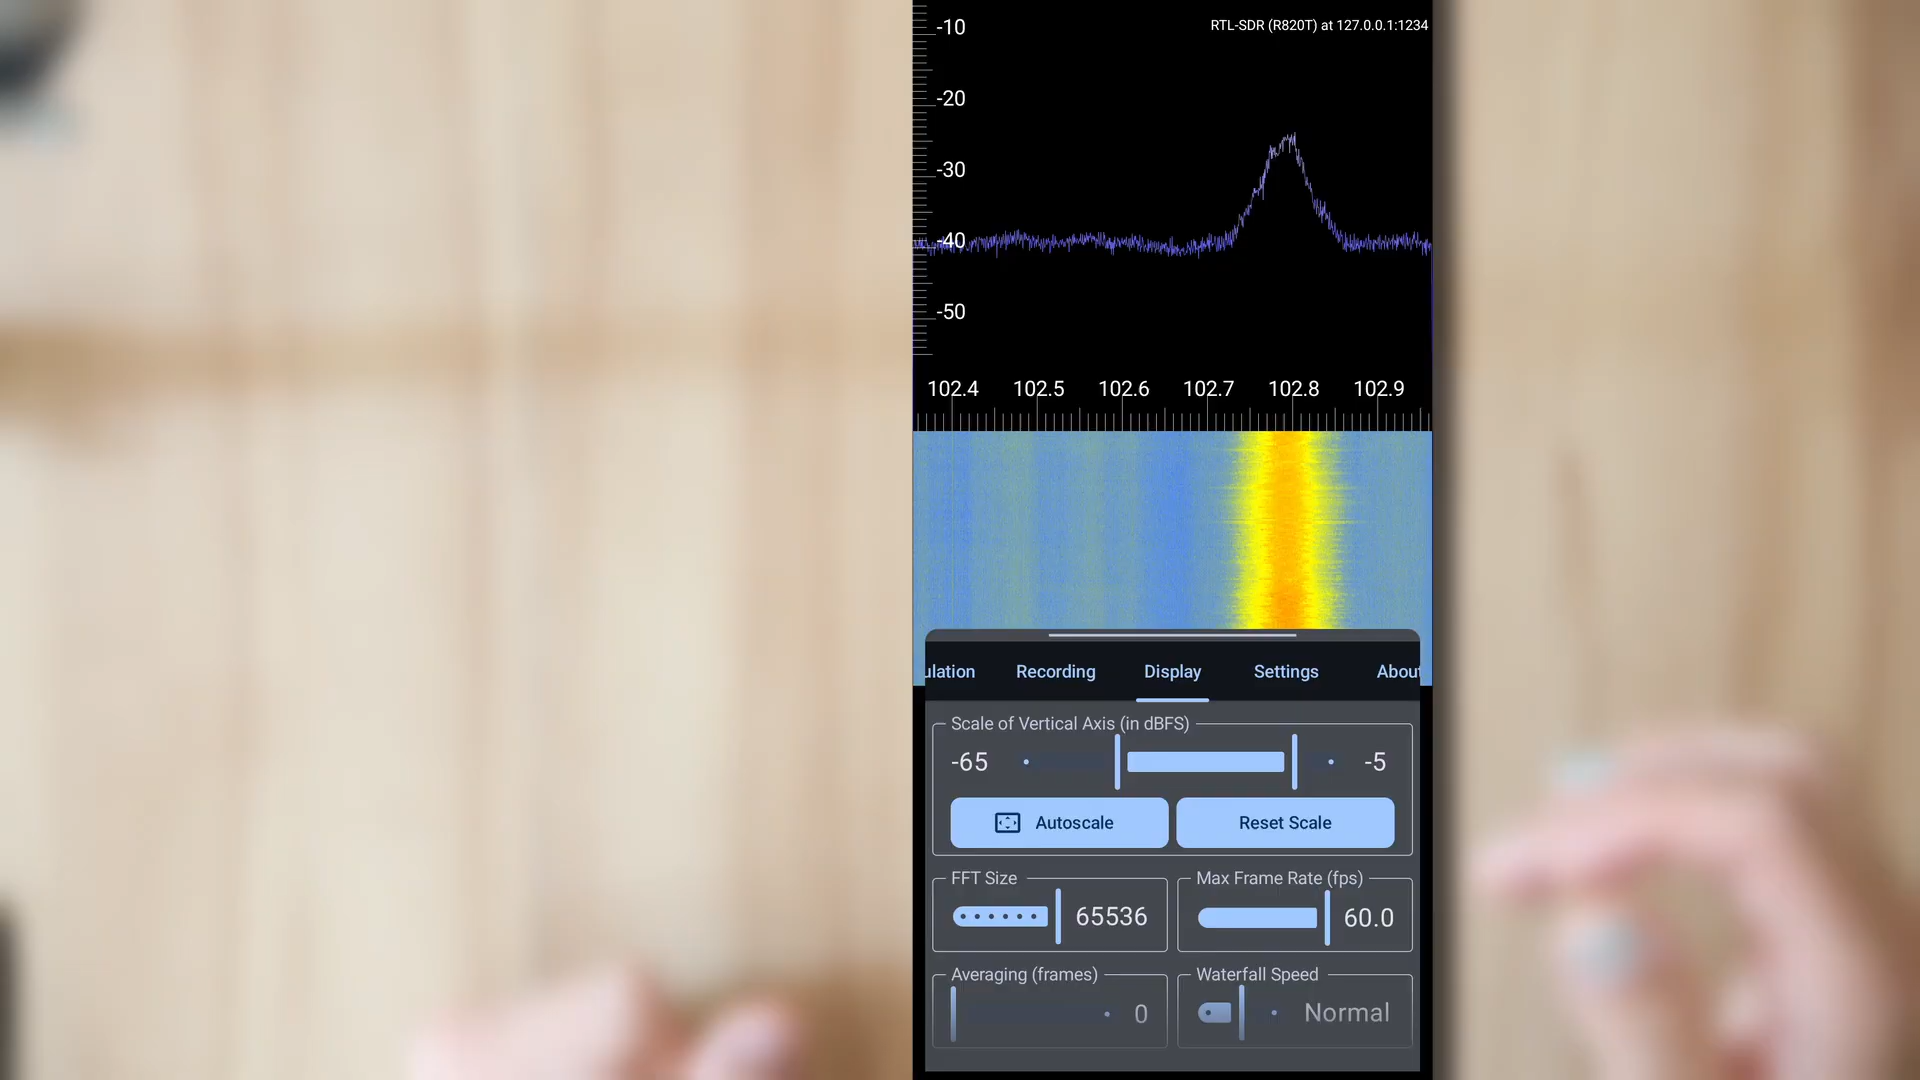 RTL-SDR (R820T) at 127.0.0.1:1234
-10
-20
-30
-40
-50
102.4 102.5 102.6 102.7 102.8 102.9
ulation Recording Display Settings About
Scale of Vertical Axis (in dBFS)
-65 -5
Autoscale Reset Scale
FFT Size Max Frame Rate (fps)
65536 60.0
Averaging (frames) Waterfall Speed
0 Normal